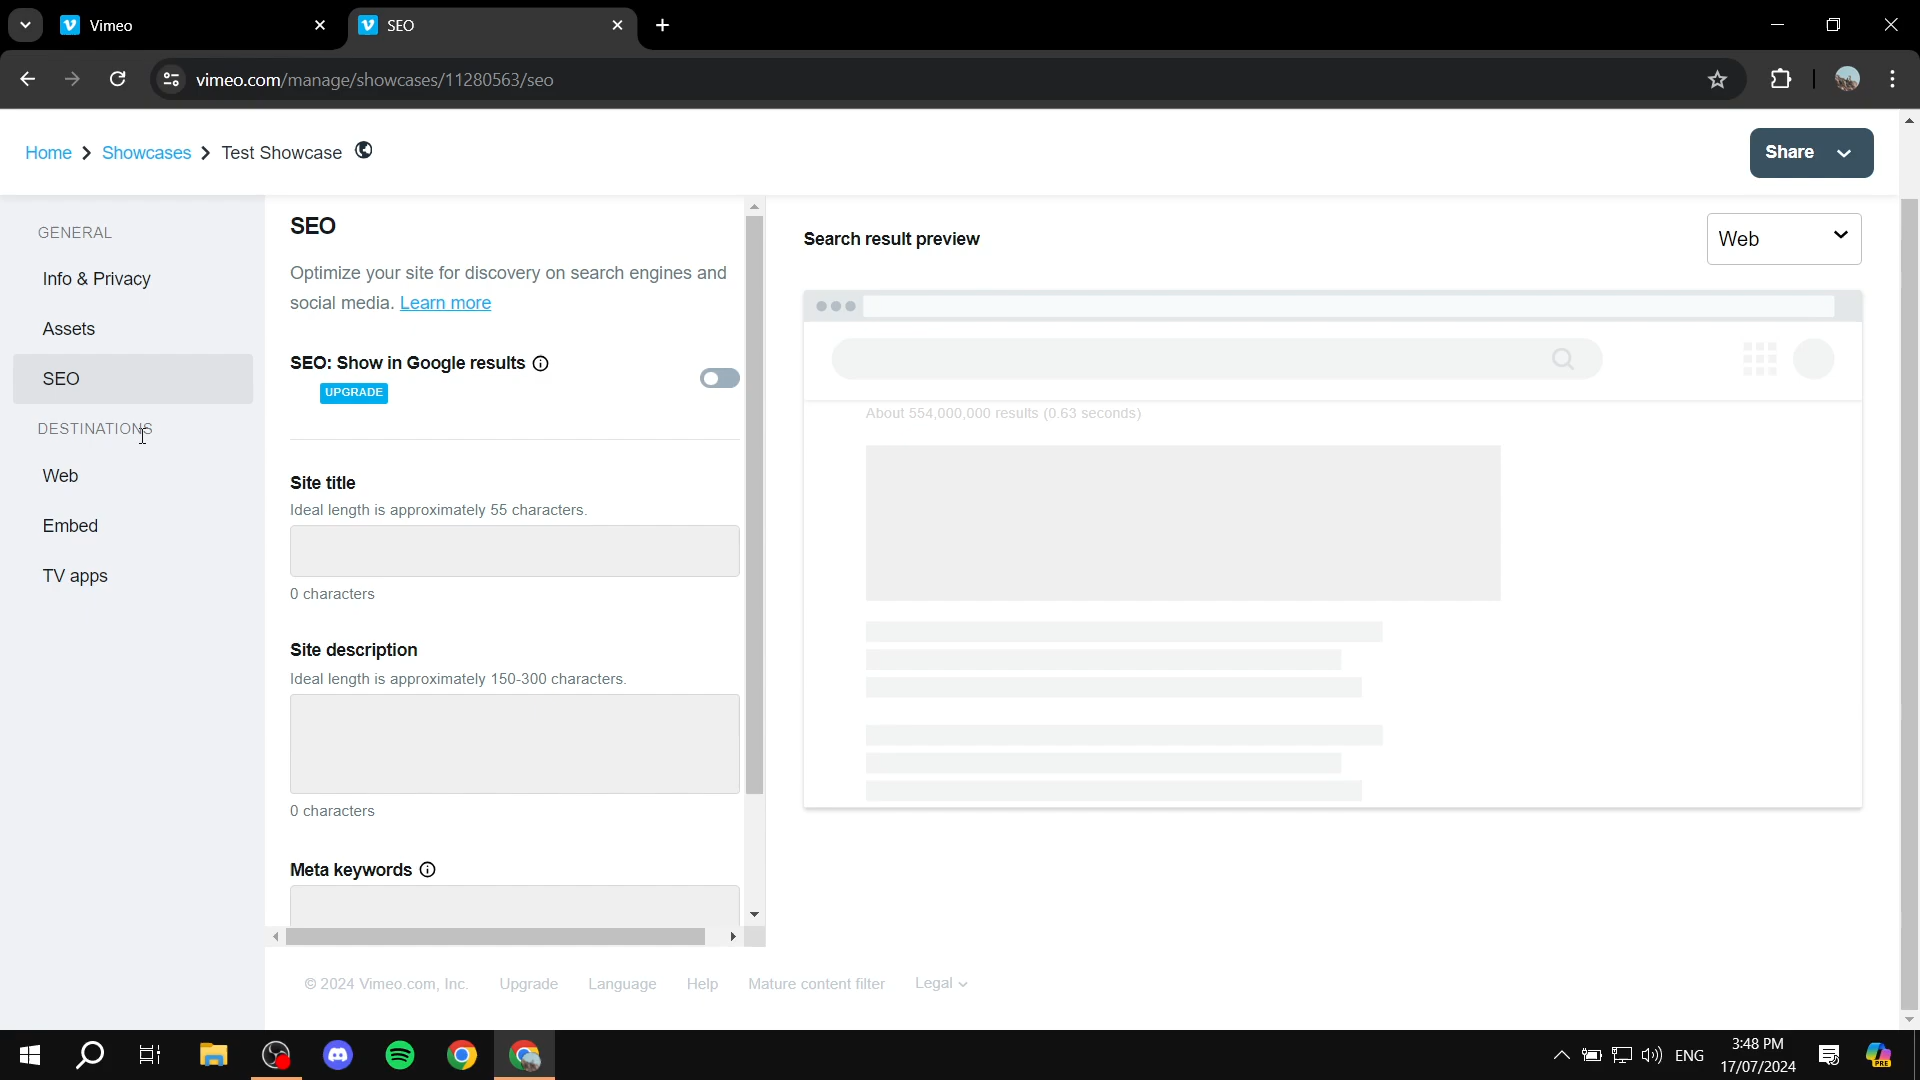 Vimeo
SEO
vimeo.com/manage/showcases/11280563/seo
Home
Showcases
Test Showcase
Share
GENERAL
Info & Privacy
Assets
SEO
DESTINATIONS
Web
Embed
TV apps
SEO
Optimize your site for discovery on search engines and
social media. Learn more
SEO: Show in Google results
UPGRADE
Site title
Ideal length is approximately 55 characters.
0 characters
Site description
Ideal length is approximately 150-300 characters.
0 characters
Meta keywords
Search result preview
Web
About 554,000,000 results (0.63 seconds)
© 2024 Vimeo.com, Inc.
Upgrade
Language
Help
Mature content filter
Legal
ENG
3:48 PM
17/07/2024
PRE